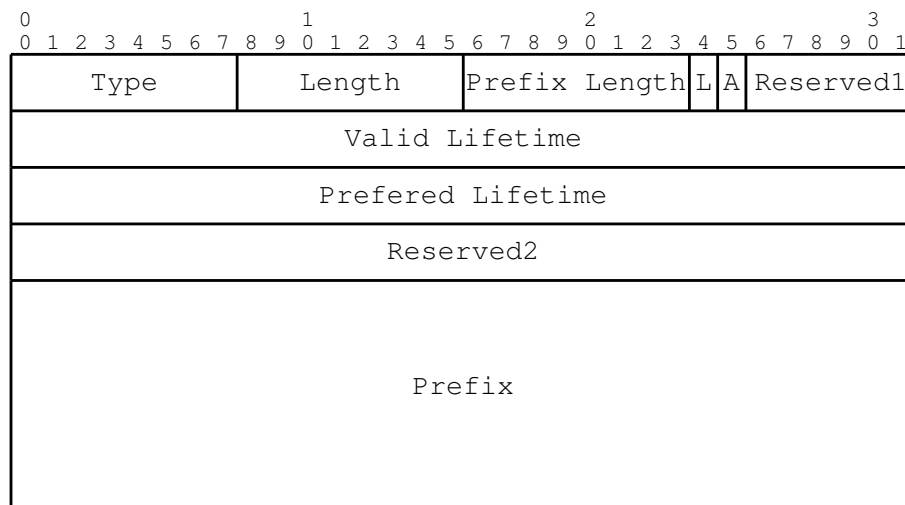 0 1 2 3
0 1 2 3 4 5 6 7 8 9 0 1 2 3 4 5 6 7 8 9 0 1 2 3 4 5 6 7 8 9 0 1
Type Length Prefix Length L A Reserved1
Valid Lifetime
Prefered Lifetime
Reserved2
Prefix